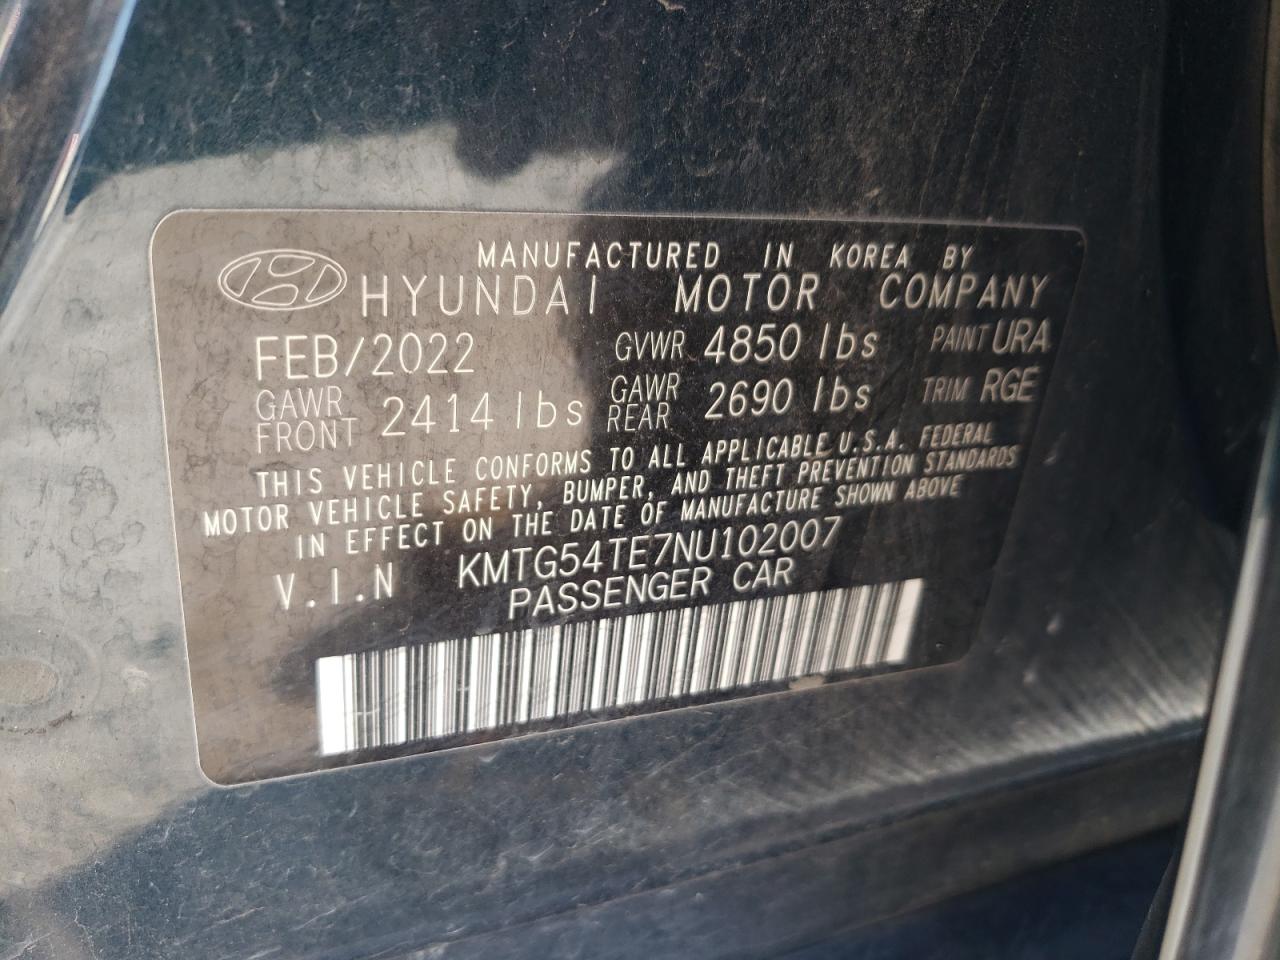 MANUFACTURED IN KOREA BY
HYUNDAI MOTOR COMPANY
FEB/2022 GVWR 4850 lbs PAINT URA
GAWR FRONT 2414 lbs GAWR REAR 2690 lbs TRIM RGE
THIS VEHICLE CONFORMS TO ALL APPLICABLE U.S.A. FEDERAL
MOTOR VEHICLE SAFETY, BUMPER, AND THEFT PREVENTION STANDARDS
IN EFFECT ON THE DATE OF MANUFACTURE SHOWN ABOVE
V.I.N KMTG54TE7NU102007
PASSENGER CAR